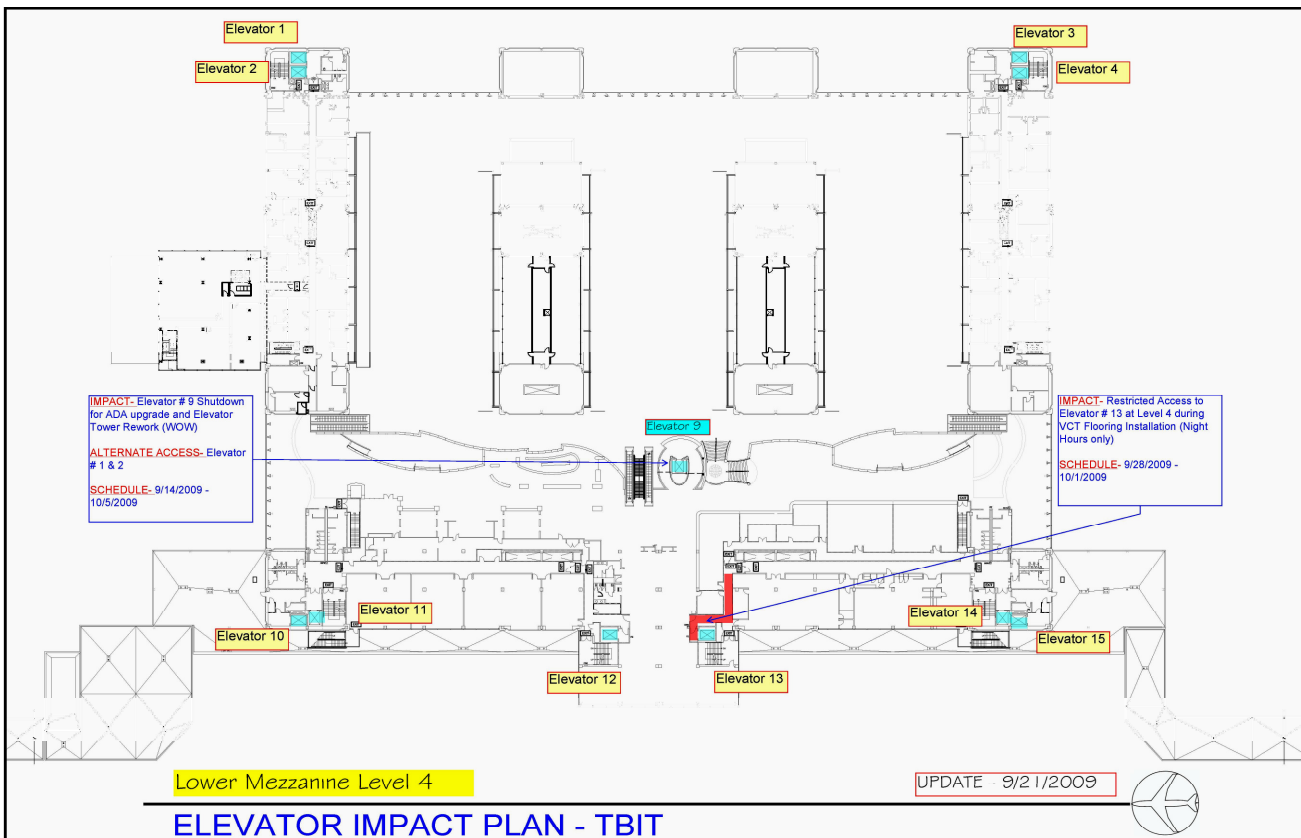 Elevator 1
Elevator 3
Elevator 2
Elevator 4
IMPACT- Elevator # 9 Shutdown
for ADA upgrade and Elevator
Tower Rework (WOW)
ALTERNATE ACCESS- Elevator
# 1 & 2
SCHEDULE- 9/14/2009 -
10/5/2009
Elevator 9
IMPACT- Restricted Access to
Elevator # 13 at Level 4 during
VCT Flooring Installation (Night
Hours only)
SCHEDULE- 9/28/2009 -
10/1/2009
Elevator 11
Elevator 14
Elevator 10
Elevator 15
Elevator 12
Elevator 13
Lower Mezzanine Level 4
UPDATE - 9/21/2009
ELEVATOR IMPACT PLAN - TBIT